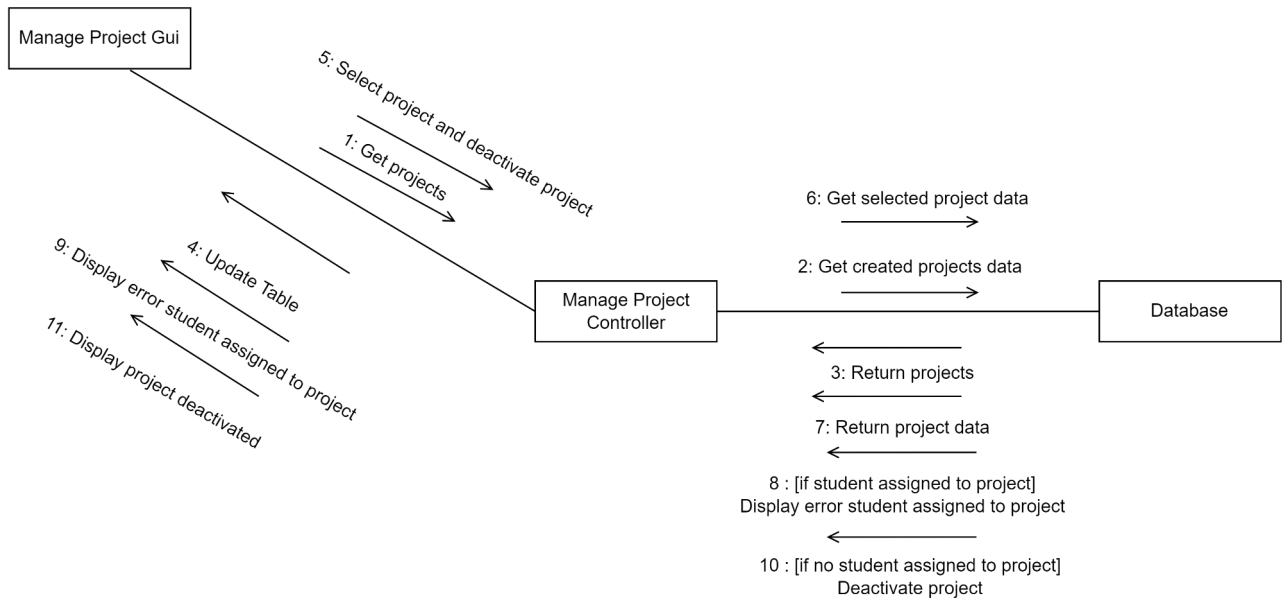 Manage Project Gui
5: Select project and deactivate project
1: Get projects
4: Update Table
9: Display error student assigned to project
11: Display project deactivated
6: Get selected project data
2: Get created projects data
Manage Project
Controller
Database
3: Return projects
7: Return project data
8 : [if student assigned to project]
Display error student assigned to project
10 : [if no student assigned to project]
Deactivate project